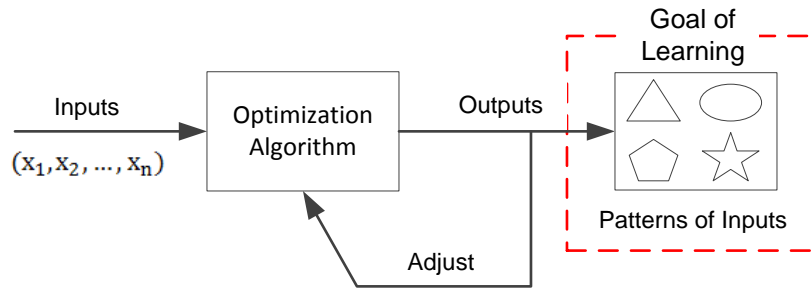 Goal of
Learning
Inputs
(x₁, x₂, ..., xₙ)
Optimization
Algorithm
Outputs
Patterns of Inputs
Adjust